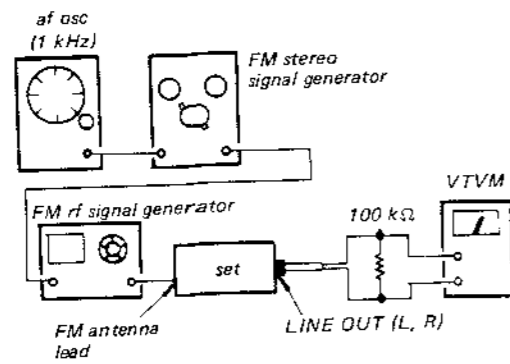 af osc
(1 kHz)
FM stereo
signal generator
FM rf signal generator
100 kΩ
VTVM
set
FM antenna
lead
LINE OUT (L, R)